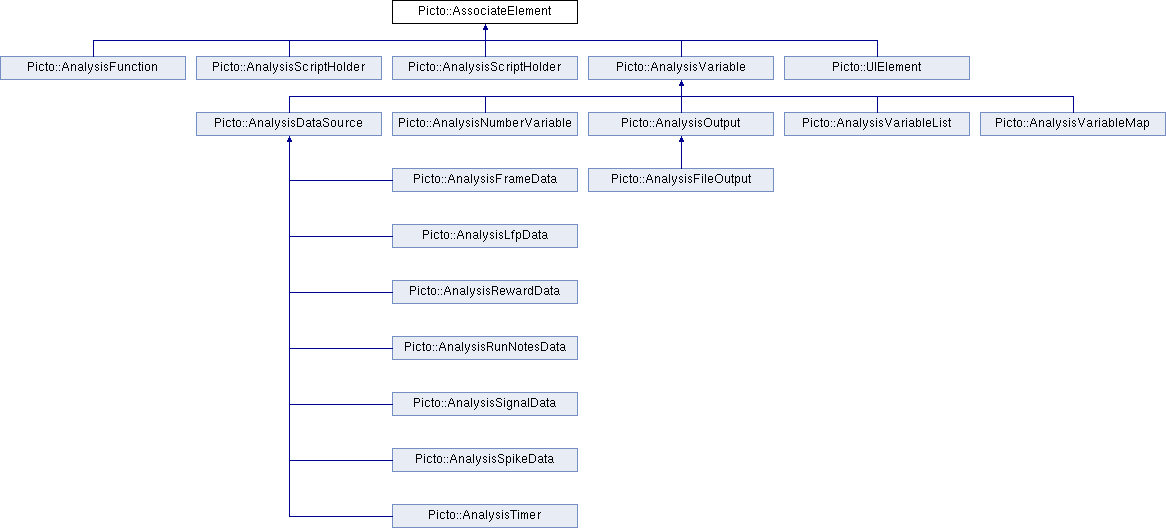 Picto::AssociateElement
Picto::AnalysisFunction
Picto::AnalysisScriptHolder
Picto::AnalysisScriptHolder
Picto::AnalysisVariable
Picto::UIElement
Picto::AnalysisDataSource
Picto::AnalysisNumberVariable
Picto::AnalysisOutput
Picto::AnalysisVariableList
Picto::AnalysisVariableMap
Picto::AnalysisFrameData
Picto::AnalysisFileOutput
Picto::AnalysisLfpData
Picto::AnalysisRewardData
Picto::AnalysisRunNotesData
Picto::AnalysisSignalData
Picto::AnalysisSpikeData
Picto::AnalysisTimer